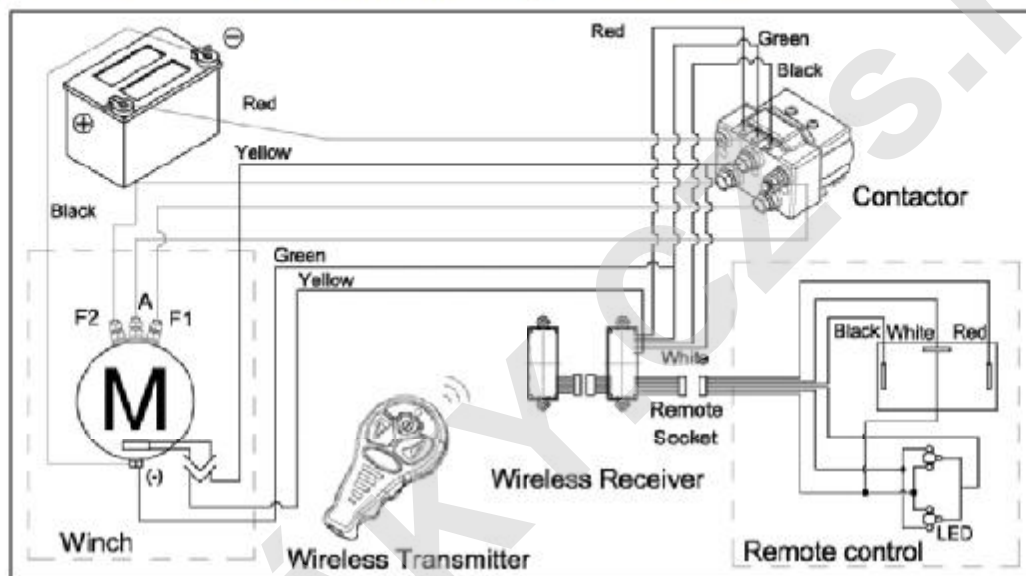 Red
Green
Black
⊖
Red
⊕
Yellow
Contactor
Black
Green
Yellow
A
F2
F1
M
White
Black
White
Red
Remote
Socket
Wireless Receiver
(-)
LED
Winch
Wireless Transmitter
Remote control